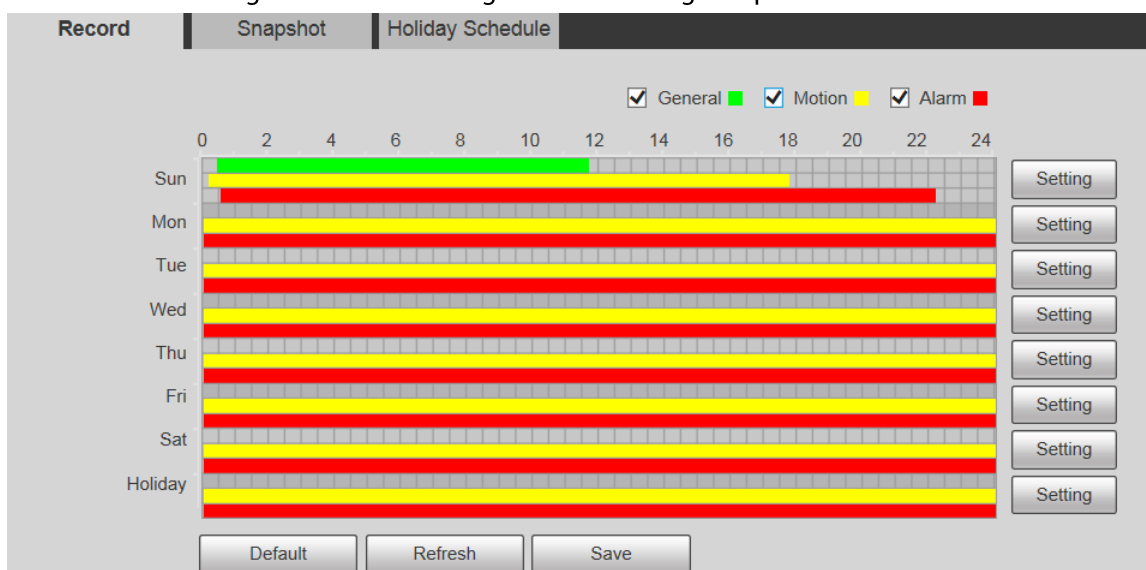 Record Snapshot Holiday Schedule
General Motion Alarm
0 2 4 6 8 10 12 14 16 18 20 22 24
Sun Setting
Mon Setting
Tue Setting
Wed Setting
Thu Setting
Fri Setting
Sat Setting
Holiday Setting
Default Refresh Save